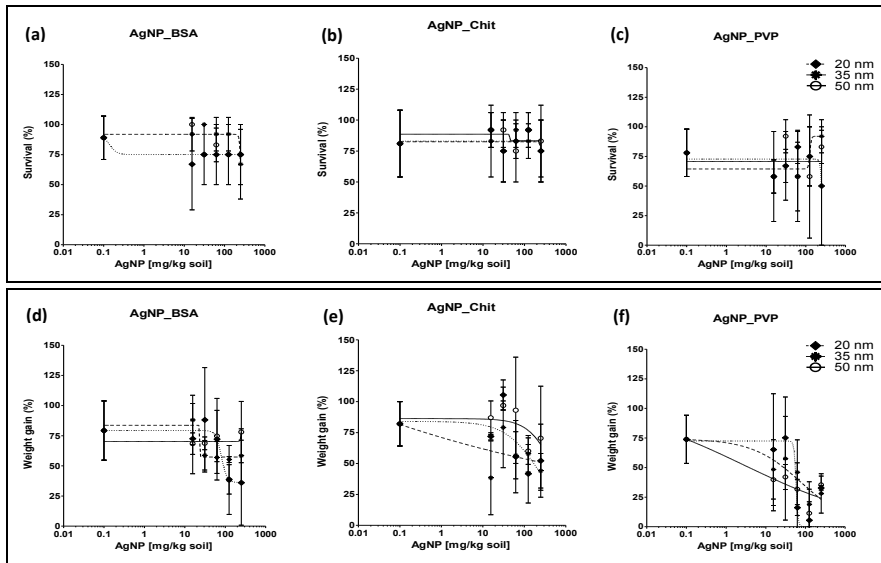 (a) AgNP_BSA
(b) AgNP_Chit
(c) AgNP_PVP
20 nm
35 nm
50 nm
Survival (%)
150
125
100
75
50
25
0
0.01 0.1 1 10 100 1000
AgNP [mg/kg soil]
Survival (%)
150
125
100
75
50
25
0
0.01 0.1 1 10 100 1000
AgNP [mg/kg soil]
Survival (%)
150
125
100
75
50
25
0
0.01 0.1 1 10 100 1000
AgNP [mg/kg soil]
(d) AgNP_BSA
(e) AgNP_Chit
(f) AgNP_PVP
20 nm
35 nm
50 nm
Weight gain (%)
150
125
100
75
50
25
0
0.01 0.1 1 10 100 1000
AgNP [mg/kg soil]
Weight gain (%)
150
125
100
75
50
25
0
0.01 0.1 1 10 100 1000
AgNP [mg/kg soil]
Weight gain (%)
150
125
100
75
50
25
0
0.01 0.1 1 10 100 1000
AgNP [mg/kg soil]